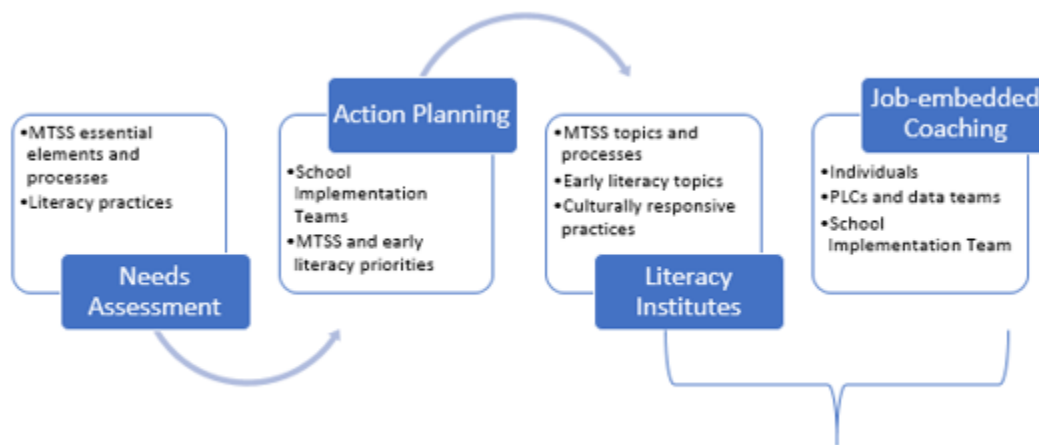 •MTSS essential
elements and
processes
•Literacy practices
Needs
Assessment
Action Planning
•School
Implementation
Teams
•MTSS and early
literacy priorities
•MTSS topics and
processes
•Early literacy topics
•Culturally responsive
practices
Literacy
Institutes
Job-embedded
Coaching
•Individuals
•PLCs and data teams
•School
Implementation Team